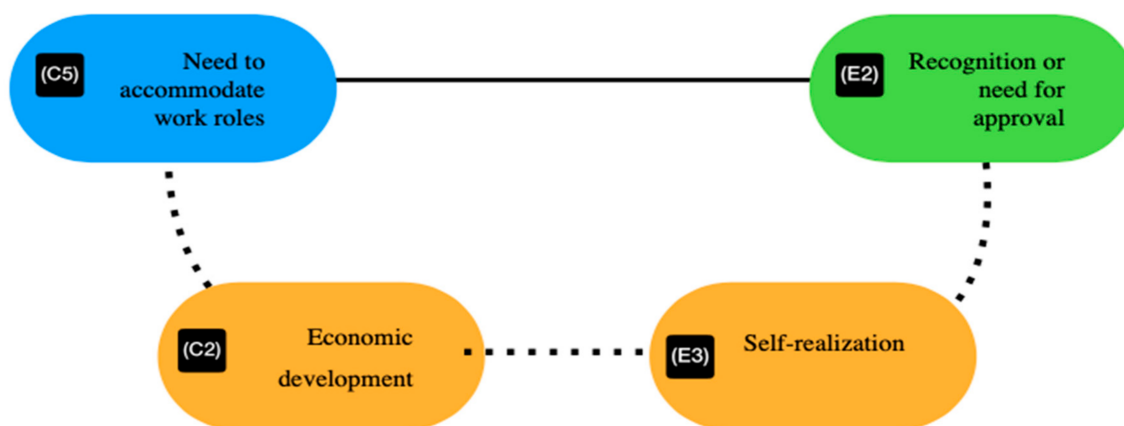 (C5)
Need to
accommodate
work roles
(E2)
Recognition or
need for
approval
(C2)
Economic
development
(E3)
Self-realization